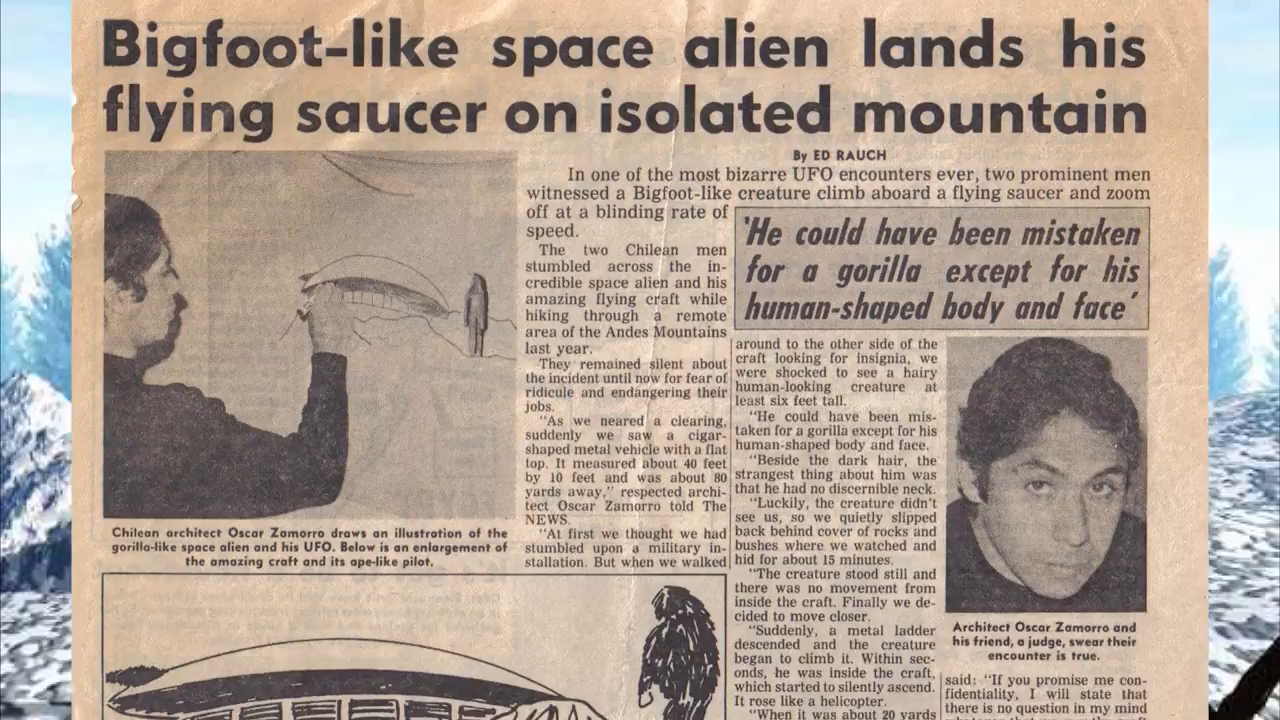 Bigfoot-like space alien lands his
flying saucer on isolated mountain
By ED RAUCH
In one of the most bizarre UFO encounters ever, two prominent men
witnessed a Bigfoot-like creature climb aboard a flying saucer and zoom
off at a blinding rate of
speed.
The two Chilean men
stumbled across the in-
credible space alien and his
amazing flying craft while
hiking through a remote
area of the Andes Mountains
last year.
They remained silent about
the incident until now for fear of
ridicule and endangering their
jobs.
"As we neared a clearing,
suddenly we saw a cigar-
shaped metal vehicle with a flat
top. It measured about 40 feet
by 10 feet and was about 80
yards away," respected archi-
tect Oscar Zamorro told The
NEWS.
"At first we thought we had
stumbled upon a military in-
stallation. But when we walked
'He could have been mistaken
for a gorilla except for his
human-shaped body and face'
around to the other side of the
craft looking for insignia, we
were shocked to see a hairy
human-looking creature at
least six feet tall.
"He could have been mis-
taken for a gorilla except for his
human-shaped body and face.
"Beside the dark hair, the
strangest thing about him was
that he had no discernible neck.
"Luckily, the creature didn't
see us, so we quietly slipped
back behind cover of rocks and
bushes where we watched and
hid for about 15 minutes.
"The creature stood still and
there was no movement from
inside the craft. Finally we de-
cided to move closer.
"Suddenly, a metal ladder
descended and the creature
began to climb it. Within sec-
onds, he was inside the craft,
which started to silently ascend.
It rose like a helicopter.
"When it was about 20 yards
Chilean architect Oscar Zamorro draws an illustration of the
gorilla-like space alien and his UFO. Below is an enlargement of
the amazing craft and its ape-like pilot.
Architect Oscar Zamorro and
his friend, a judge, swear their
encounter is true.
said: "If you promise me con-
fidentiality, I will state that
there is no question in my mind